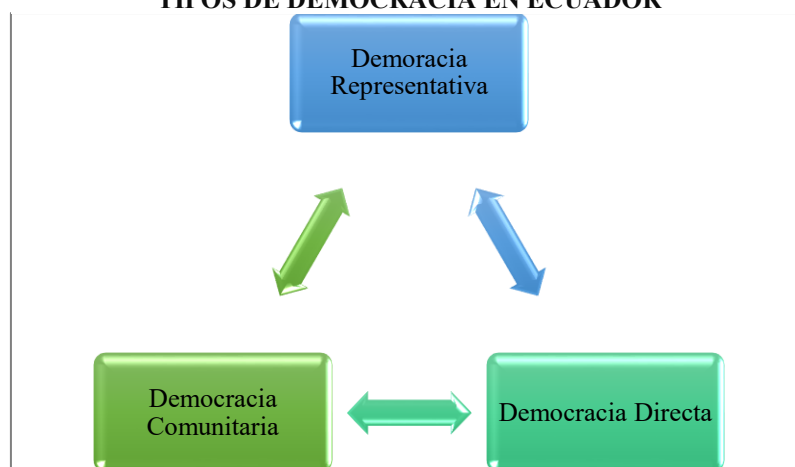 TIPOS DE DEMOCRACIA EN ECUADOR
Demoracia
Representativa
Democracia
Comunitaria
Democracia Directa